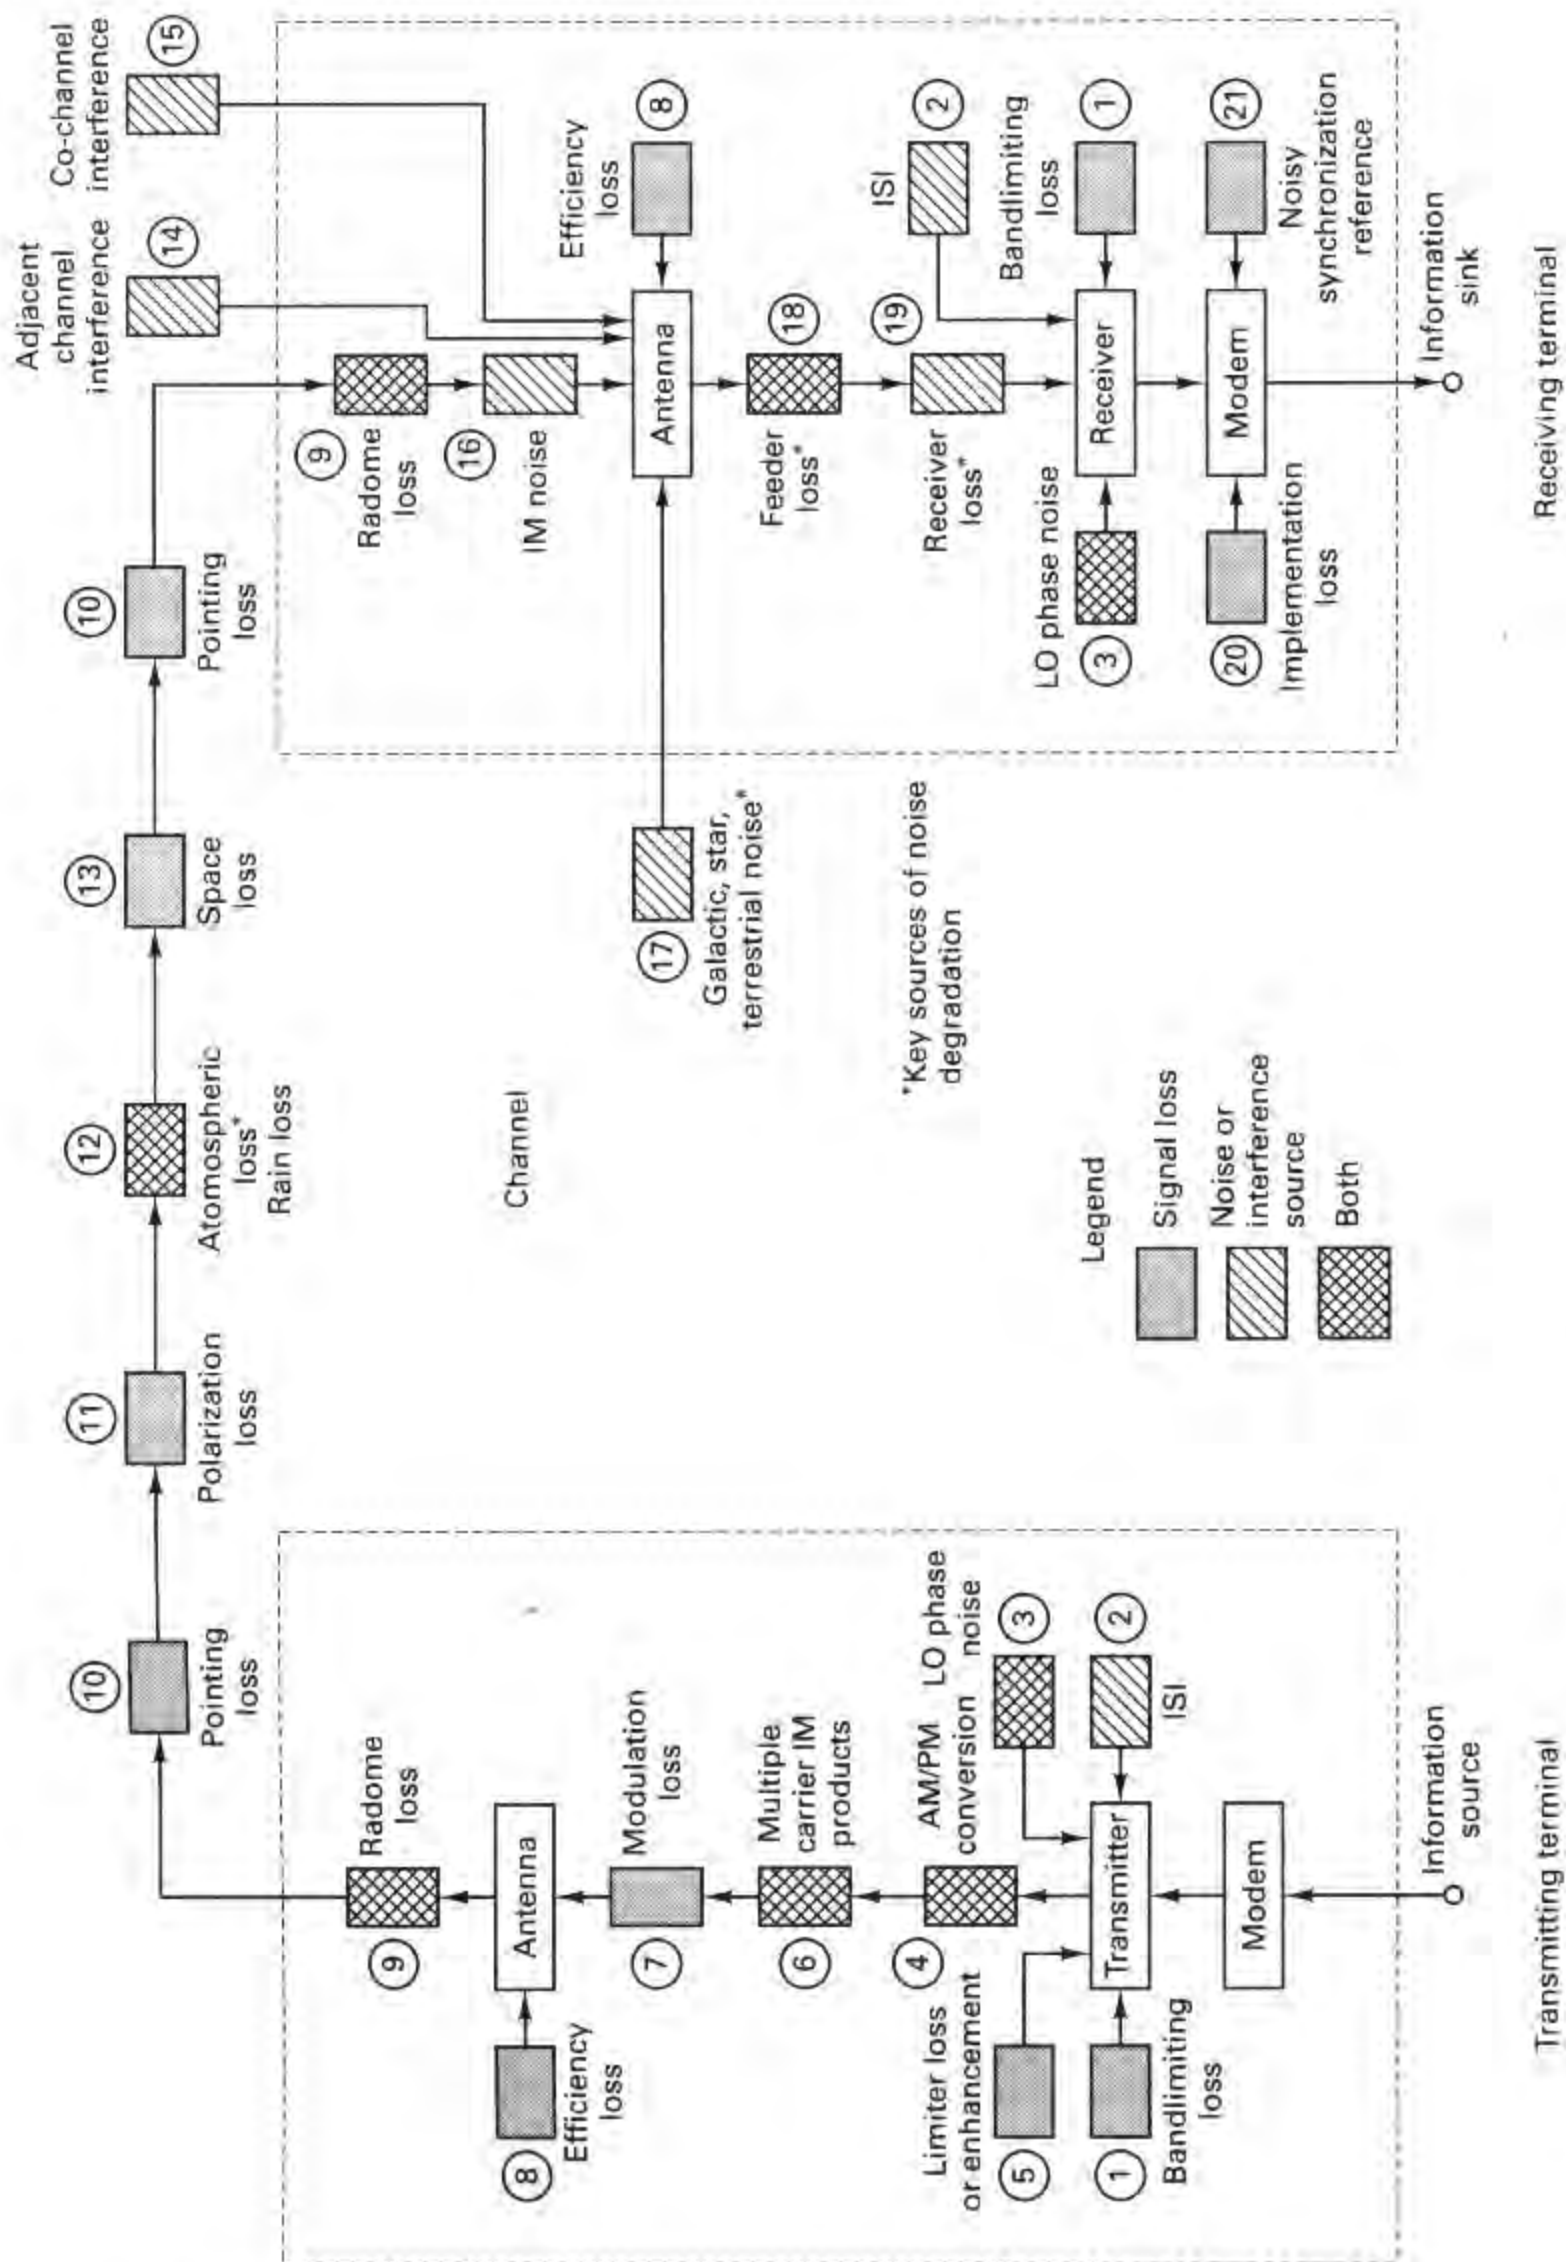 Information
source
Modem
Transmitter
1
Bandlimiting
loss
ISI
2
LO phase
noise
3
Limiter loss
or enhancement
5
AM/PM
conversion
4
Multiple
carrier IM
products
6
Modulation
loss
7
Antenna
8
Efficiency
loss
Radome
loss
9
Transmitting terminal
10
Pointing
loss
11
Polarization
loss
12
Atomospheric
loss*
Rain loss
13
Space
loss
10
Pointing
loss
Channel
Adjacent
channel
interference
14
Co-channel
interference
15
9
Radome
loss
16
IM noise
17
Galactic, star,
terrestrial noise*
Antenna
Efficiency
loss
8
Feeder
loss*
18
19
Receiver
loss*
ISI
2
LO phase noise
3
Receiver
Bandlimiting
loss
1
20
Implementation
loss
Modem
21
Noisy
synchronization
reference
Information
sink
Receiving terminal
*Key sources of noise
degradation
Legend
Signal loss
Noise or
interference
source
Both